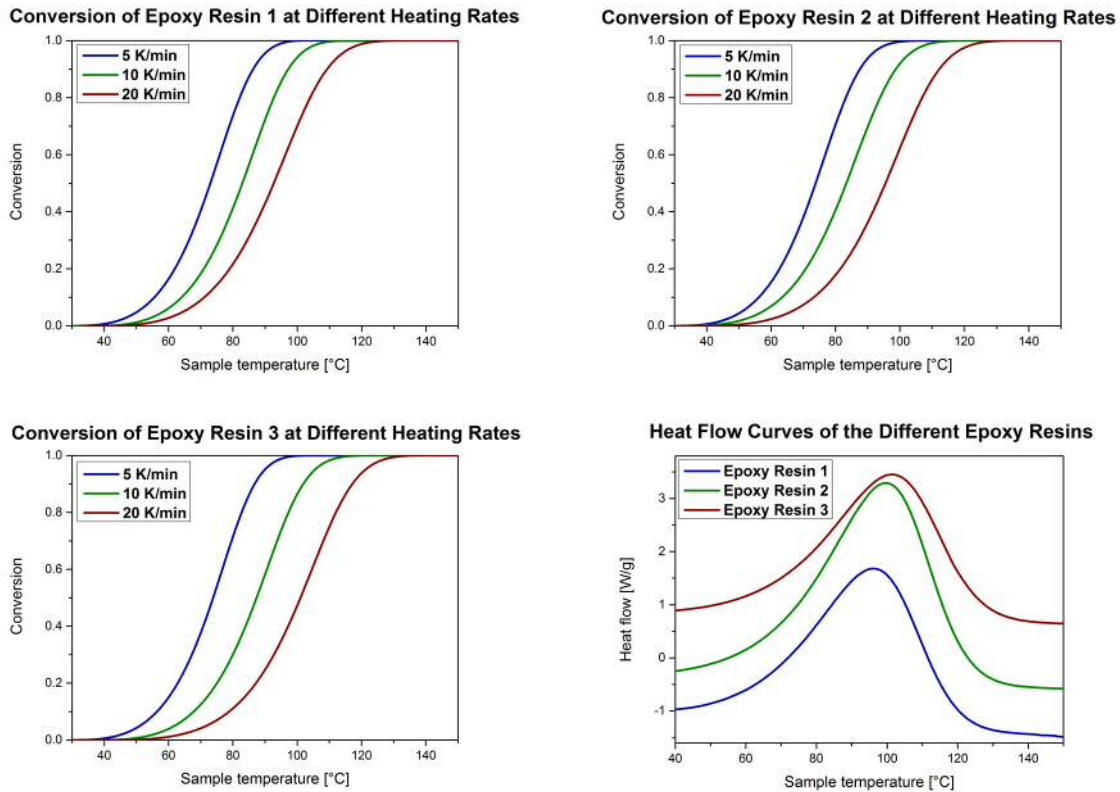 Conversion of Epoxy Resin 1 at Different Heating Rates
1.0
0.8
0.6
0.4
0.2
0.0
Conversion
5 K/min
10 K/min
20 K/min
40 60 80 100 120 140
Sample temperature [°C]
Conversion of Epoxy Resin 2 at Different Heating Rates
1.0
0.8
0.6
0.4
0.2
0.0
Conversion
5 K/min
10 K/min
20 K/min
40 60 80 100 120 140
Sample temperature [°C]
Conversion of Epoxy Resin 3 at Different Heating Rates
1.0
0.8
0.6
0.4
0.2
0.0
Conversion
5 K/min
10 K/min
20 K/min
40 60 80 100 120 140
Sample temperature [°C]
Heat Flow Curves of the Different Epoxy Resins
3
2
1
0
-1
Heat flow [W/g]
Epoxy Resin 1
Epoxy Resin 2
Epoxy Resin 3
40 60 80 100 120 140
Sample temperature [°C]